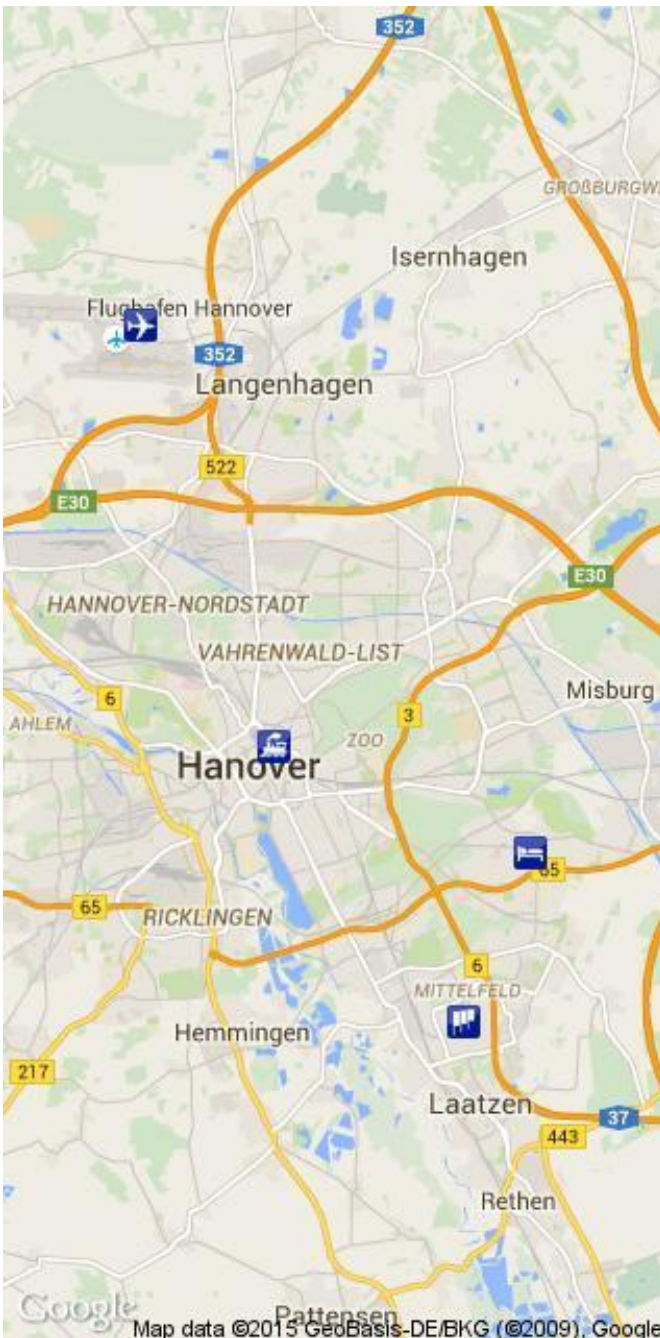 352
GROßBURGW
Isernhagen
Flughafen Hannover
352
Langenhagen
522
E30
E30
HANNOVER-NORDSTADT
VAHRENWALD-LIST
Misburg
6
3
AHLEM
ZOO
Hanover
65
65
RICKLINGEN
6
MITTELFELD
Hemmingen
217
Laatzen
37
443
Rethen
Google
Pattensen
Map data ©2015 GeoBasis-DE/BKG (©2009), Google